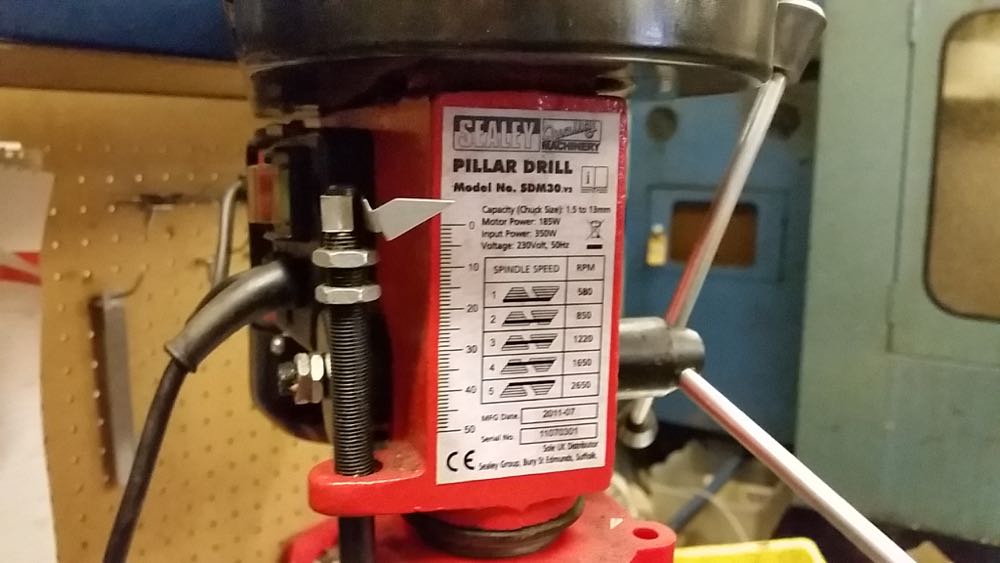 SEALEY Quality MACHINERY
PILLAR DRILL
Model No. SDM30.V3
Capacity (Chuck Size): 1.5 to 13mm
Motor Power: 185W
Input Power: 350W
Voltage: 230Volt, 50Hz
0
10
20
30
40
50
SPINDLE SPEED RPM
1 580
2 850
3 1220
4 1650
5 2650
MFG Date. 2011-07
Serial No. 11070301
Sole UK Distributor
CE Sealey Group, Bury St Edmunds, Suffolk.